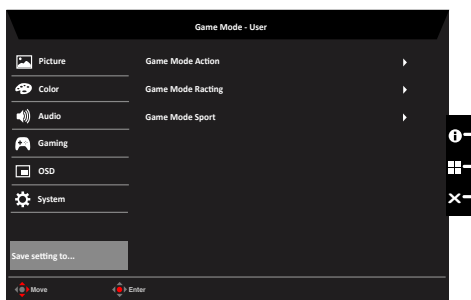 Game Mode - User
Picture
Game Mode Action
Color
Game Mode Racting
Audio
Game Mode Sport
Gaming
OSD
System
Save setting to...
Move
Enter